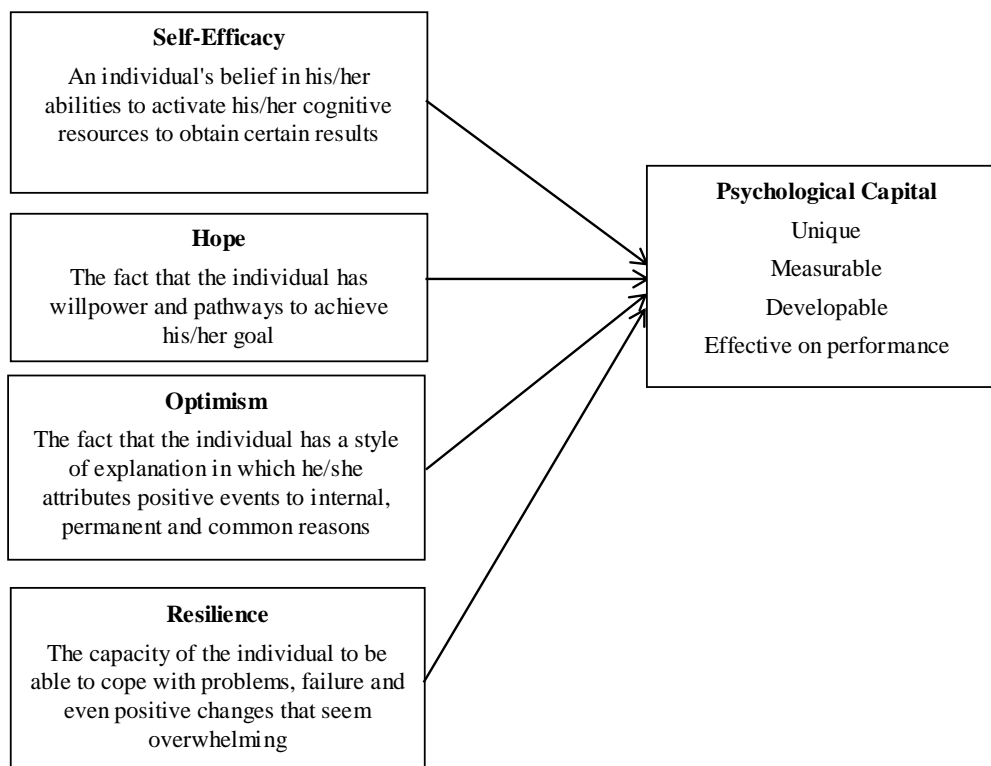 Self-Efficacy
An individual's belief in his/her
abilities to activate his/her cognitive
resources to obtain certain results
Hope
The fact that the individual has
willpower and pathways to achieve
his/her goal
Optimism
The fact that the individual has a style
of explanation in which he/she
attributes positive events to internal,
permanent and common reasons
Resilience
The capacity of the individual to be
able to cope with problems, failure and
even positive changes that seem
overwhelming
Psychological Capital
Unique
Measurable
Developable
Effective on performance